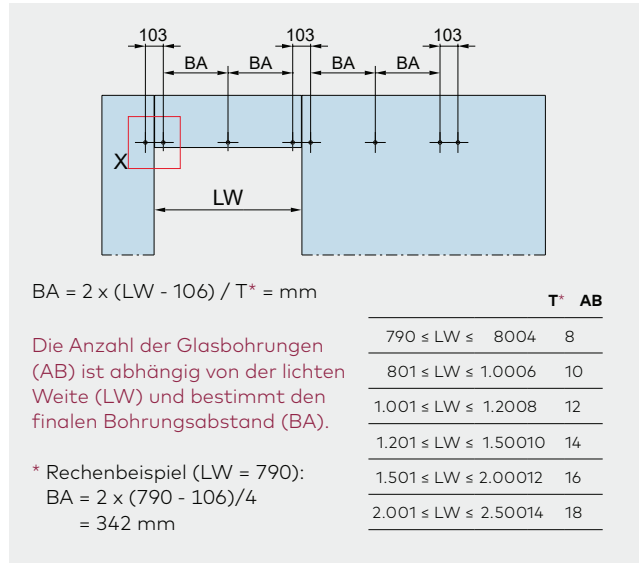 103 103 103
BA BA BA BA
X
LW
BA = 2 x (LW - 106) / T* = mm
Die Anzahl der Glasbohrungen
(AB) ist abhängig von der lichten
Weite (LW) und bestimmt den
finalen Bohrungsabstand (BA).
* Rechenbeispiel (LW = 790):
BA = 2 x (790 - 106)/4
= 342 mm
T* AB
790 ≤ LW ≤ 8004 8
801 ≤ LW ≤ 1.0006 10
1.001 ≤ LW ≤ 1.2008 12
1.201 ≤ LW ≤ 1.50010 14
1.501 ≤ LW ≤ 2.00012 16
2.001 ≤ LW ≤ 2.50014 18